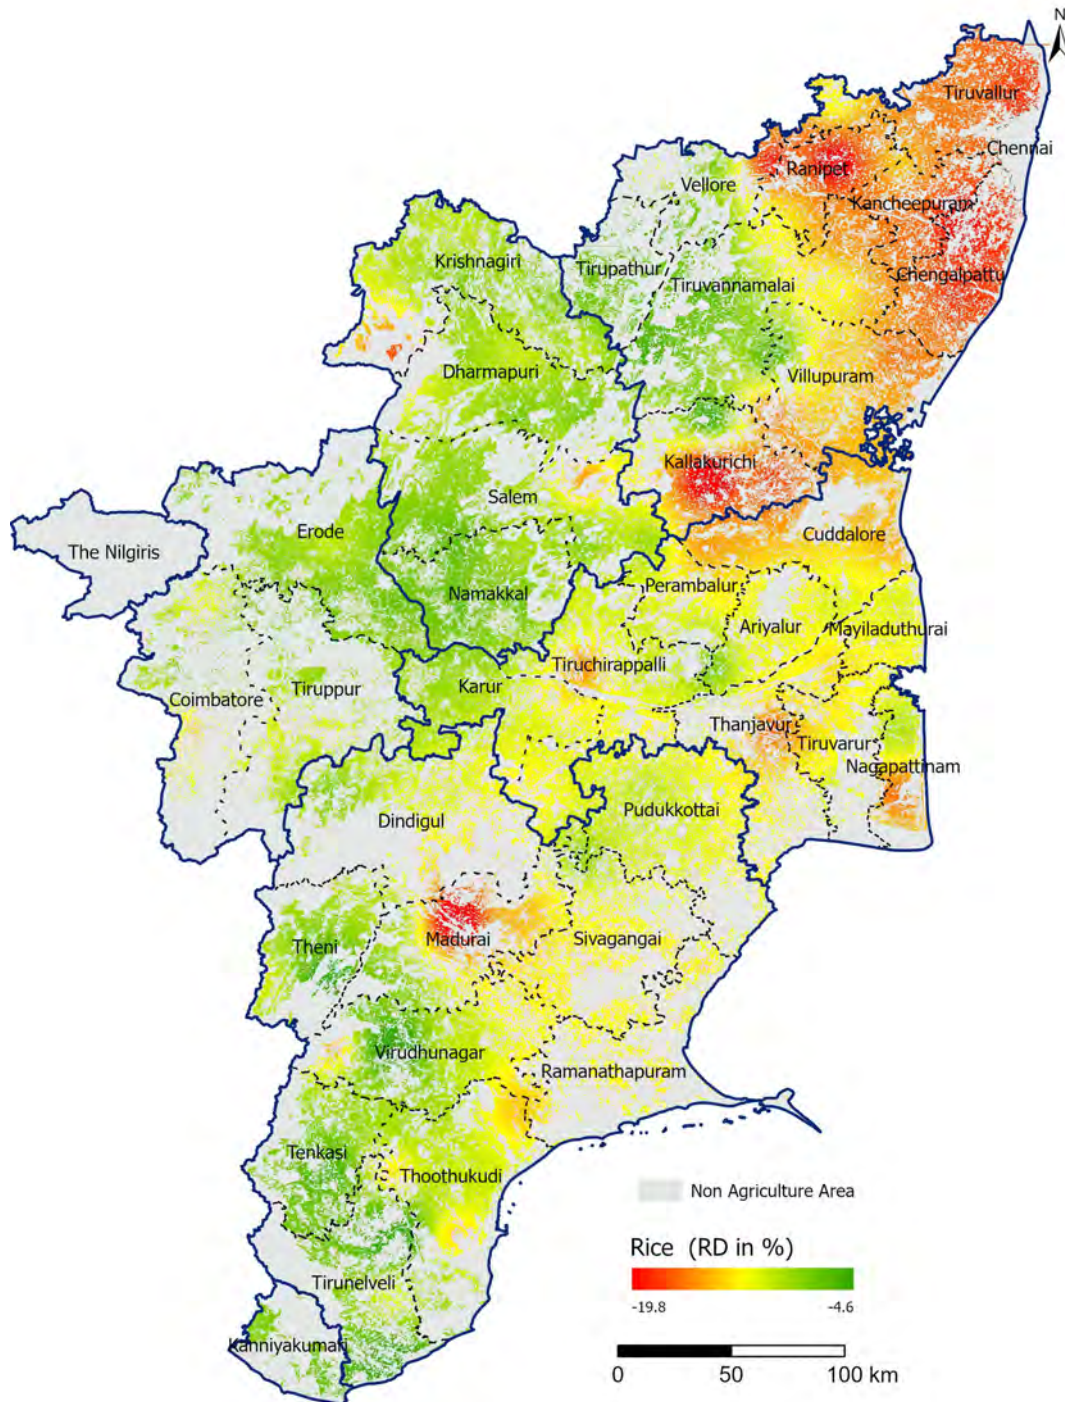 N
Tiruvallur
Chennai
Ranipet
Vellore
Kancheepuram
Krishnagiri
Tirupathur
Tiruvannamalai
Chengalpattu
Dharmapuri
Villupuram
Kallakurichi
Salem
Erode
Cuddalore
The Nilgiris
Namakkal
Perambalur
Ariyalur
Mayiladuthurai
Tiruchirappalli
Karur
Tiruppur
Coimbatore
Thanjavur
Tiruvarur
Nagapattinam
Pudukkottai
Dindigul
Madurai
Sivagangai
Theni
Virudhunagar
Ramanathapuram
Tenkasi
Thoothukudi
Non Agriculture Area
Rice (RD in %)
-19.8 -4.6
Tirunelveli
Kanniyakumari
0 50 100 km